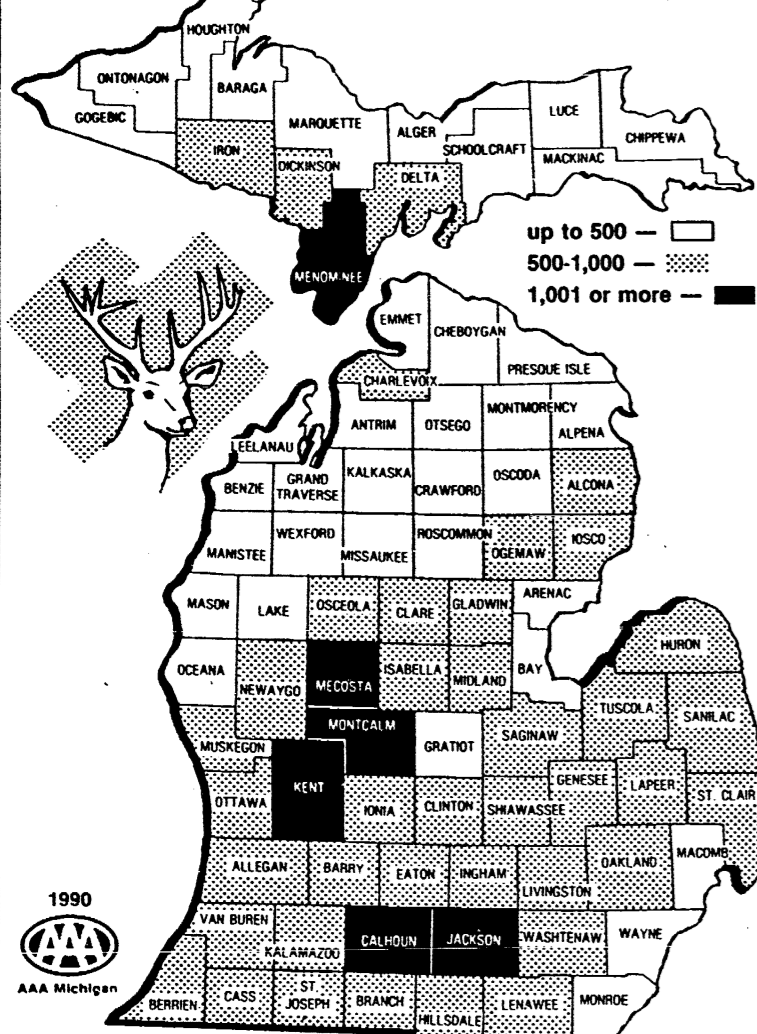 HOUGHTON
ONTONAGON
BARAGA
GOGEBIC
MARQUETTE
ALGER
LUCE
CHIPPEWA
SCHOOLCRAFT
MACKINAC
IRON
DICKINSON
DELTA
up to 500 —
500-1,000 —
1,001 or more —
MENOMINEE
EMMET
CHEBOYGAN
PRESQUE ISLE
CHARLEVOIX
ANTRIM
OTSEGO
MONTMORENCY
ALPENA
LEELANAU
BENZIE
GRAND
TRAVERSE
KALKASKA
CRAWFORD
OSCODA
ALCONA
MANISTEE
WEXFORD
MISSAUKEE
ROSCOMMON
OGEMAW
IOSCO
MASON
LAKE
OSCEOLA
CLARE
GLADWIN
ARENAC
OCEANA
NEWAYGO
MECOSTA
ISABELLA
MIDLAND
BAY
HURON
TUSCOLA
SANILAC
MUSKEGON
MONTCALM
GRATIOT
SAGINAW
OTTAWA
KENT
IONIA
CLINTON
SHIAWASSEE
GENESEE
LAPEER
ST. CLAIR
ALLEGAN
BARRY
EATON
INGHAM
LIVINGSTON
OAKLAND
MACOMB
VAN BUREN
KALAMAZOO
CALHOUN
JACKSON
WASHTENAW
WAYNE
BERRIEN
CASS
ST
JOSEPH
BRANCH
HILLSDALE
LENAWEE
MONROE
1990
AAA
AAA Michigan